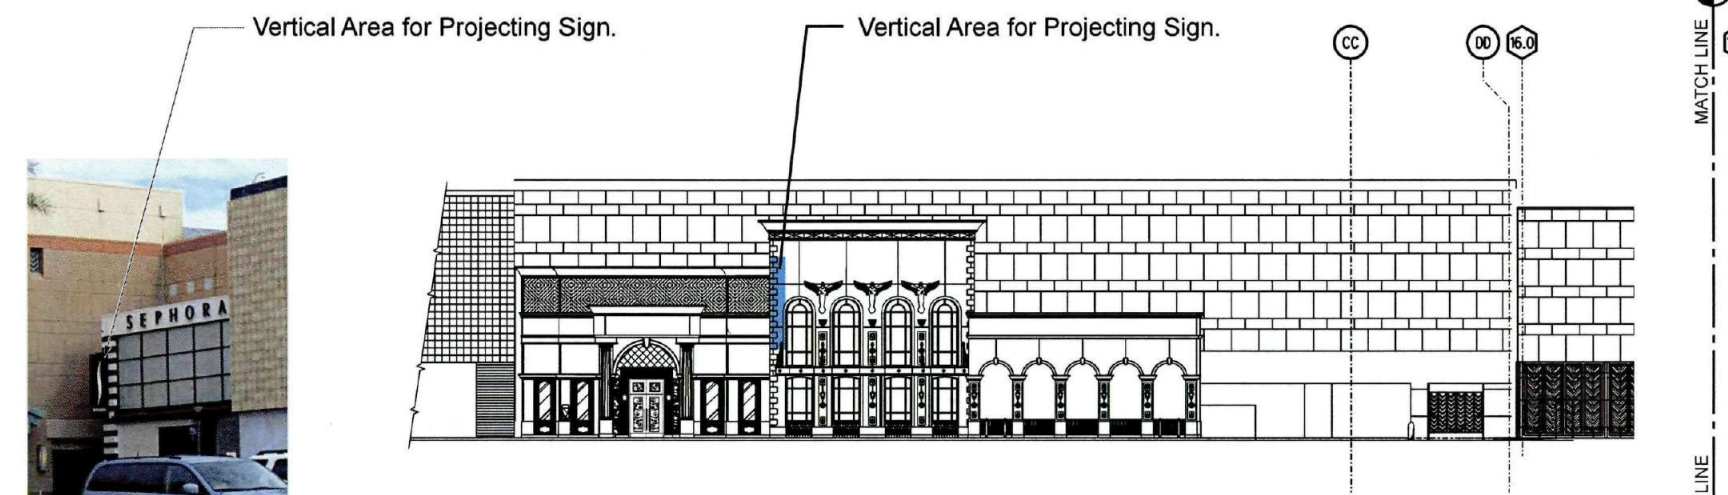 Vertical Area for Projecting Sign.
Vertical Area for Projecting Sign.
CC
DD
16.0
MATCH LINE
SEPHORA
LINE